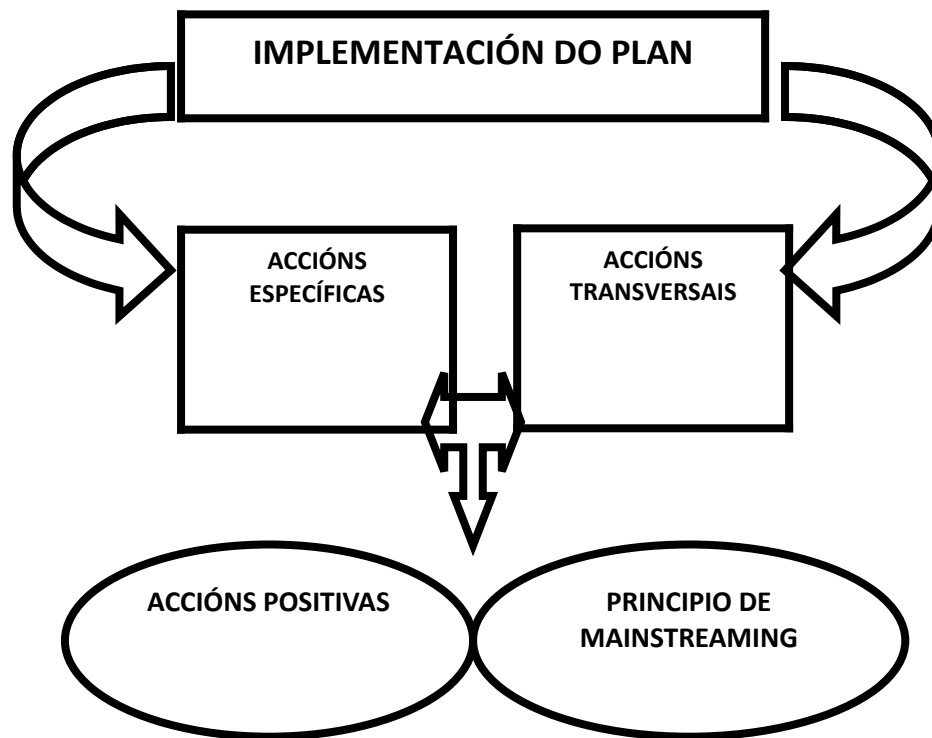 IMPLEMENTACIÓN DO PLAN
ACCIÓNS
ESPECÍFICAS
ACCIÓNS
TRANSVERSAIS
ACCIÓNS POSITIVAS
PRINCIPIO DE
MAINSTREAMING